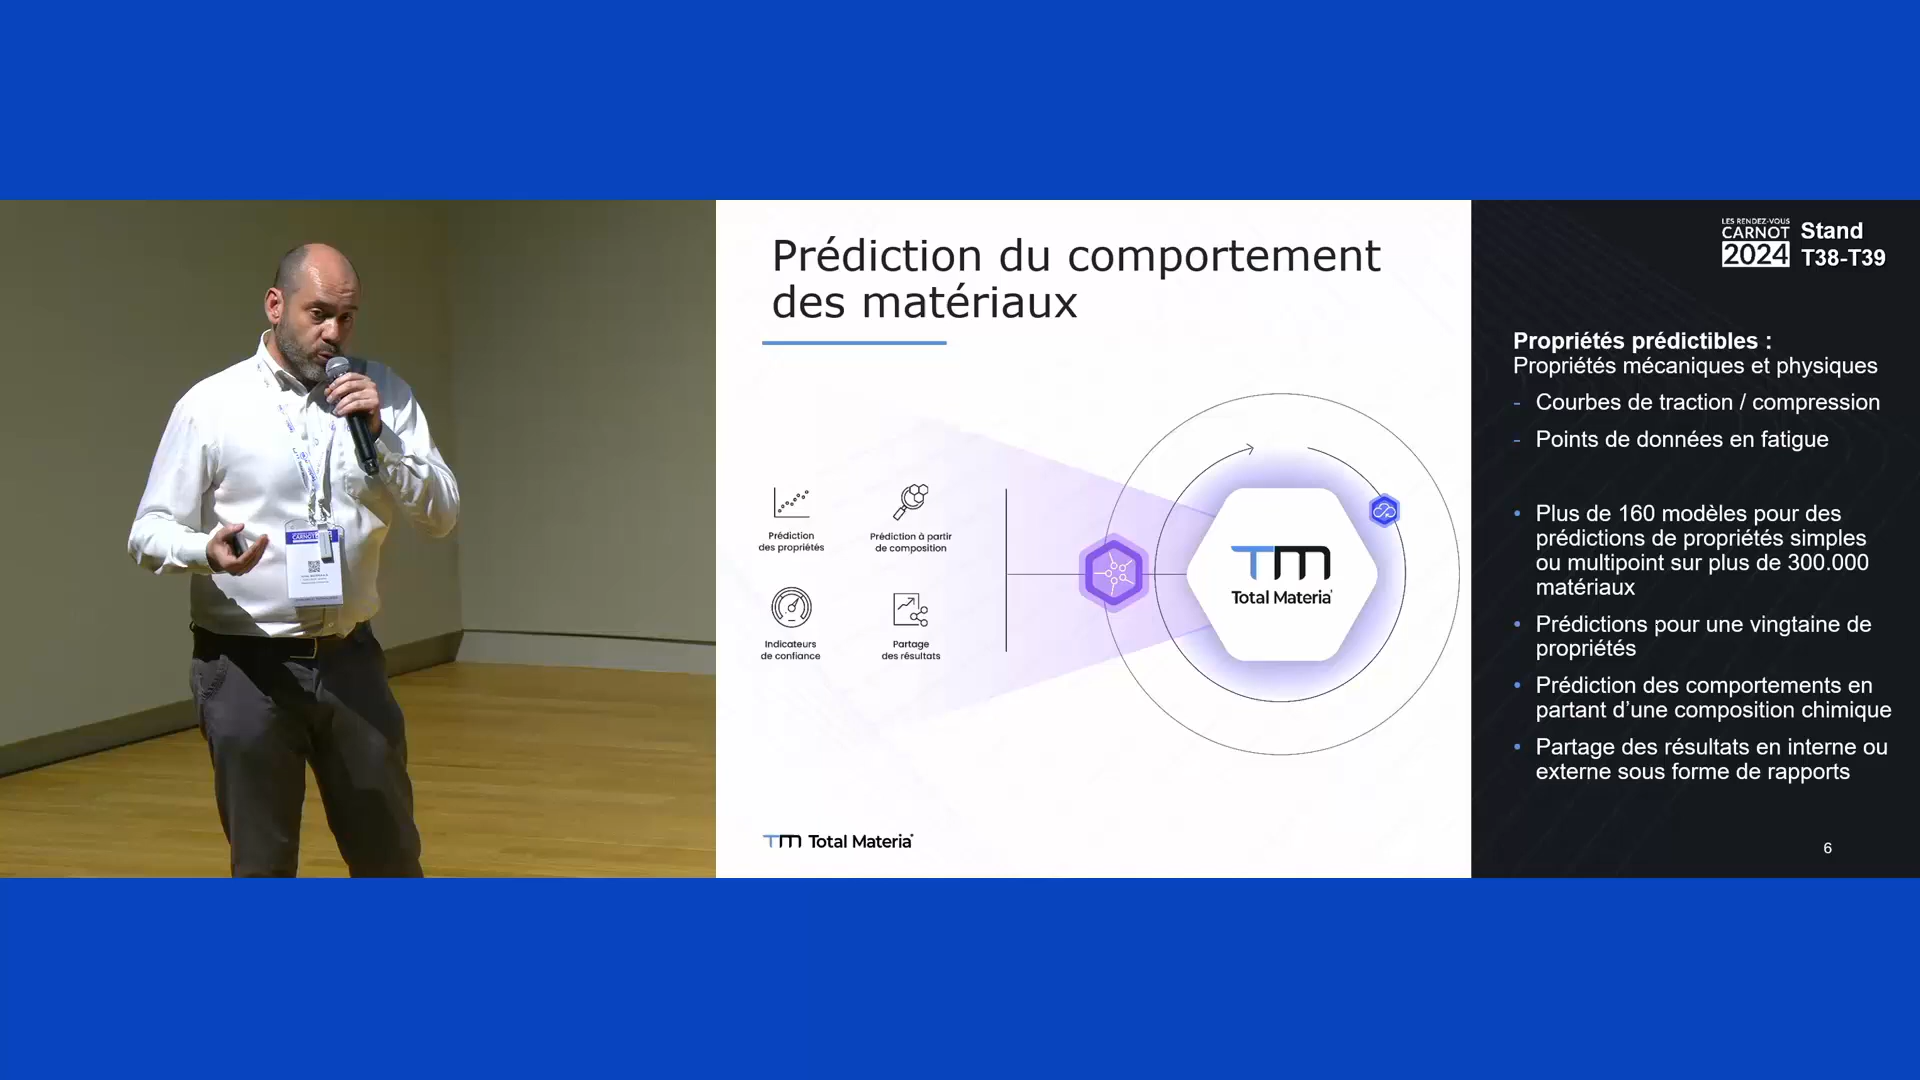 Prédiction du comportement
des matériaux
Prédiction
des propriétés
Prédiction à partir
de composition
Indicateurs
de confiance
Partage
des résultats
TM
Total Materia
TM Total Materia
LES RENDEZ-VOUS
CARNOT
2024
Stand
T38-T39
Propriétés prédictibles :
Propriétés mécaniques et physiques
- Courbes de traction / compression
- Points de données en fatigue
• Plus de 160 modèles pour des
prédictions de propriétés simples
ou multipoint sur plus de 300.000
matériaux
• Prédictions pour une vingtaine de
propriétés
• Prédiction des comportements en
partant d’une composition chimique
• Partage des résultats en interne ou
externe sous forme de rapports
6
CARNOT